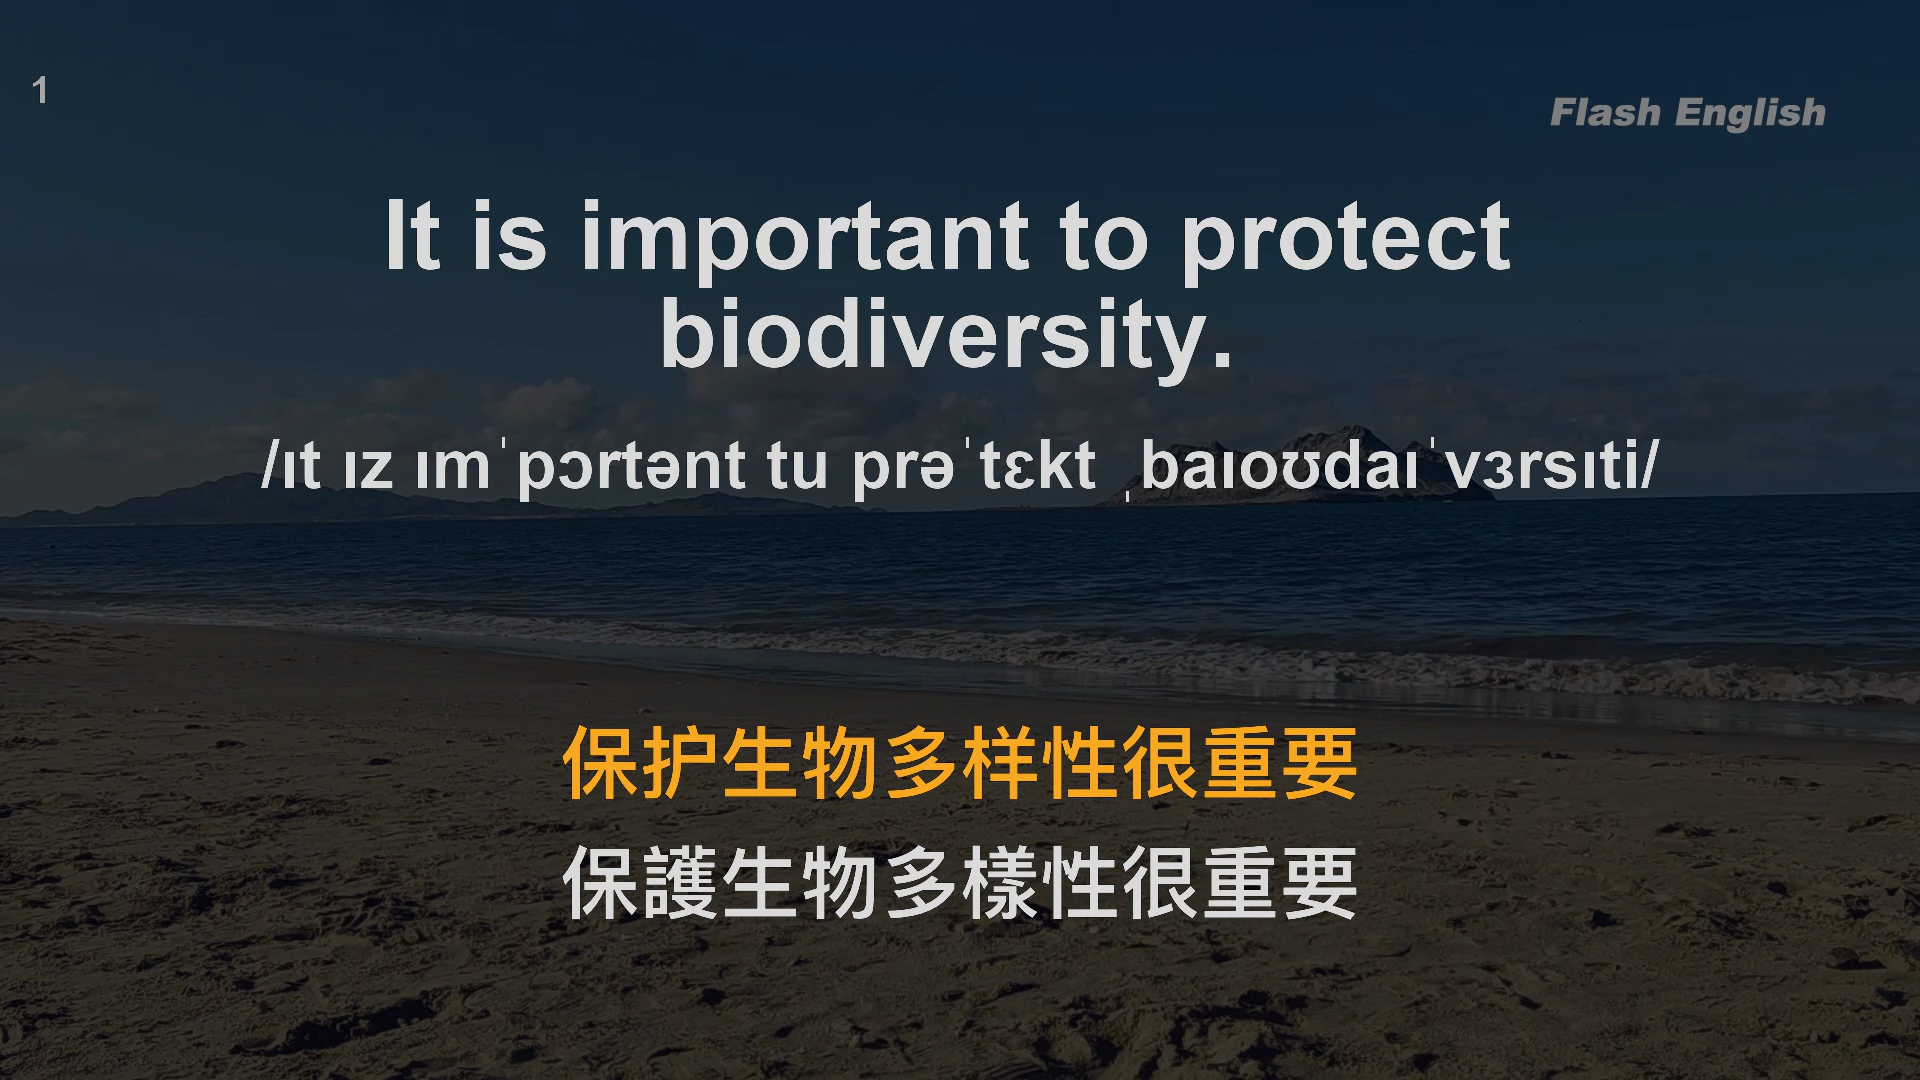 1
Flash English
It is important to protect
biodiversity.
/ɪt ɪz ɪmˈpɔrtənt tu prəˈtɛkt ˌbaɪoʊdaɪˈvɜrsɪti/
保护生物多样性很重要
保護生物多樣性很重要